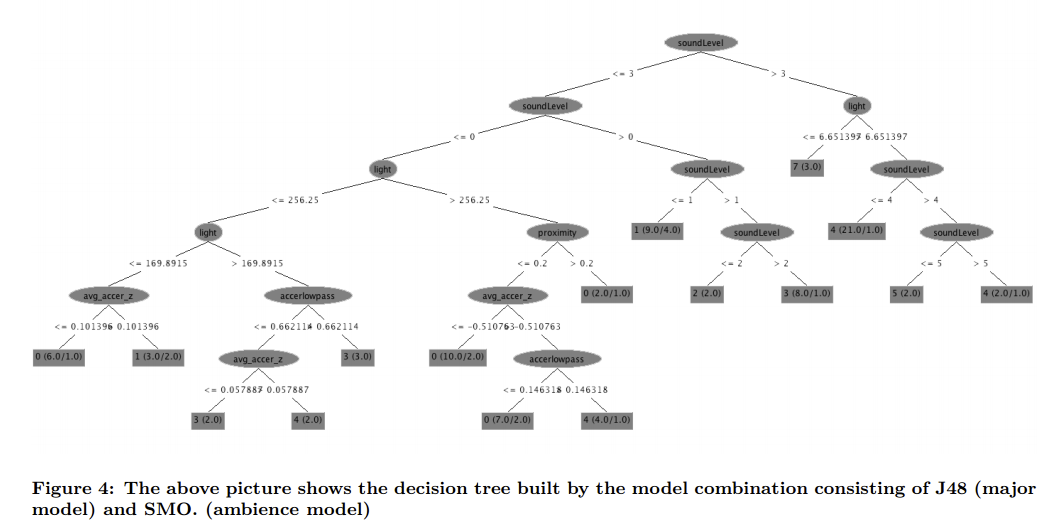 soundLevel
<= 3 > 3
soundLevel light
<= 0 > 0 <= 6.651397 > 6.651397
light soundLevel 7 (3.0) soundLevel
<= 256.25 > 256.25 <= 1 > 1 <= 4 > 4
light proximity 1 (9.0/4.0) soundLevel 4 (21.0/1.0) soundLevel
<= 169.8915 > 169.8915 <= 0.2 > 0.2 <= 2 > 2 <= 5 > 5
avg_accer_z accerlowpass avg_accer_z 0 (2.0/1.0) 2 (2.0) 3 (8.0/1.0) 5 (2.0) 4 (2.0/1.0)
<= 0.101396 > 0.101396 <= 0.662114 > 0.662114 <= -0.510763 > -0.510763
0 (6.0/1.0) 1 (3.0/2.0) avg_accer_z 3 (3.0) 0 (10.0/2.0) accerlowpass
<= 0.057887 > 0.057887 <= 0.146318 > 0.146318
3 (2.0) 4 (2.0) 0 (7.0/2.0) 4 (4.0/1.0)
Figure 4: The above picture shows the decision tree built by the model combination consisting of J48 (major
model) and SMO. (ambience model)